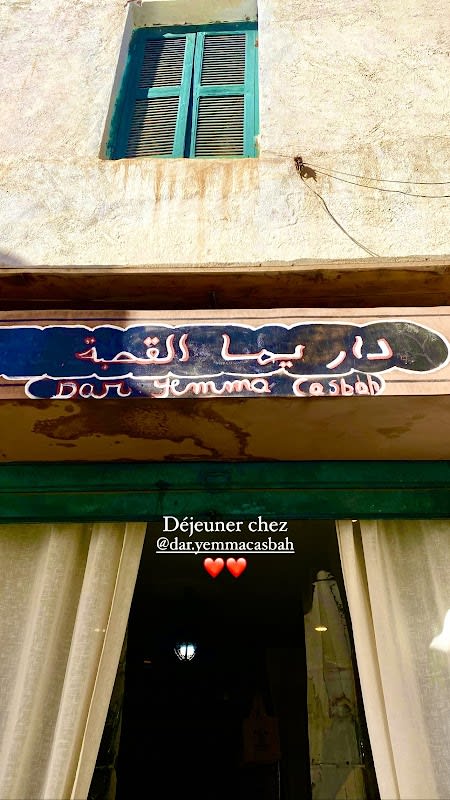 دار يما القصبة
Dar Yemma Casbah
Déjeuner chez
@dar.yemmacasbah